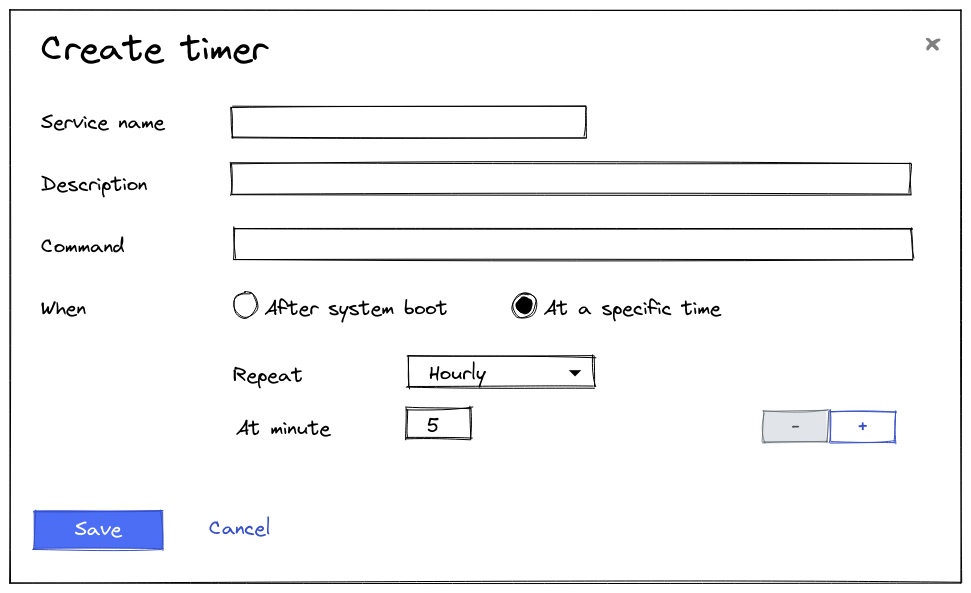 Create timer ×
Service name
Description
Command
When After system boot At a specific time
Repeat Hourly
At minute 5 - +
Save Cancel